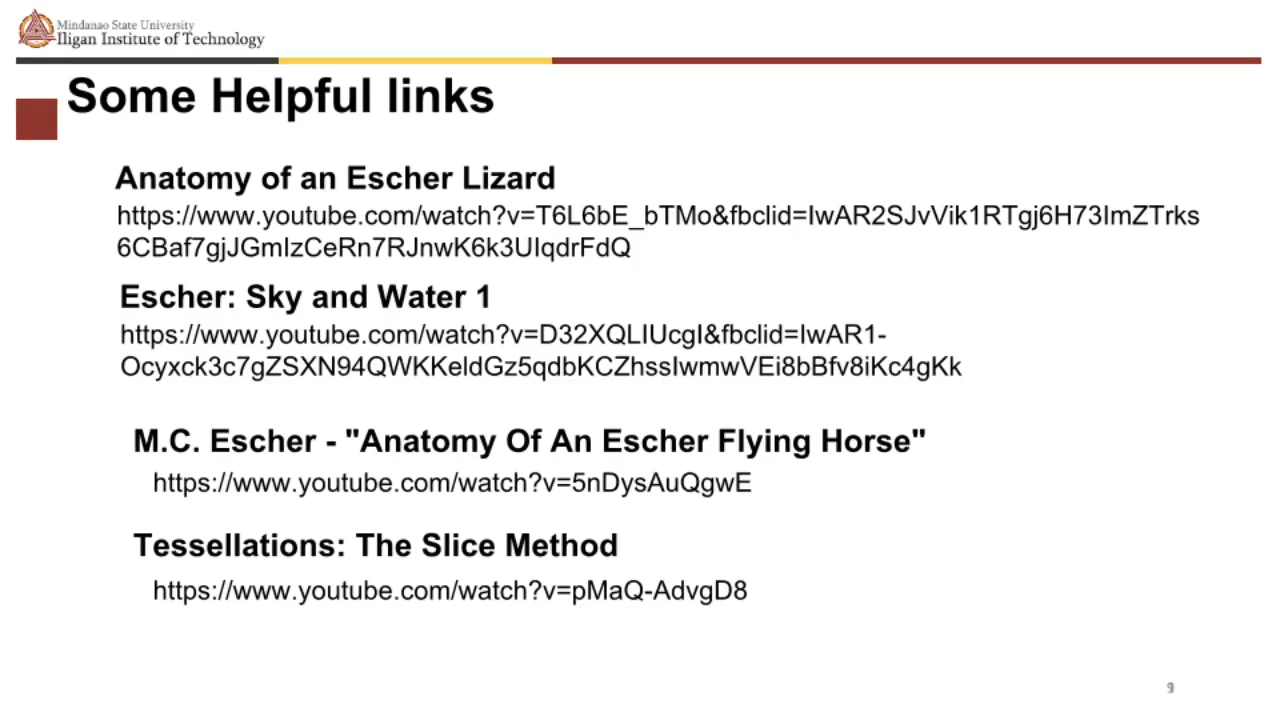 Mindanao State University
Iligan Institute of Technology
Some Helpful links
Anatomy of an Escher Lizard
https://www.youtube.com/watch?v=T6L6bE_bTMo&fbclid=IwAR2SJvVik1RTgj6H73ImZTrks
6CBaf7gjJGmIzCeRn7RJnwK6k3UIqdrFdQ
Escher: Sky and Water 1
https://www.youtube.com/watch?v=D32XQLIUcgI&fbclid=IwAR1-
Ocyxck3c7gZSXN94QWKKeldGz5qdbKCZhssIwmwVEi8bBfv8iKc4gKk
M.C. Escher - "Anatomy Of An Escher Flying Horse"
https://www.youtube.com/watch?v=5nDysAuQgwE
Tessellations: The Slice Method
https://www.youtube.com/watch?v=pMaQ-AdvgD8